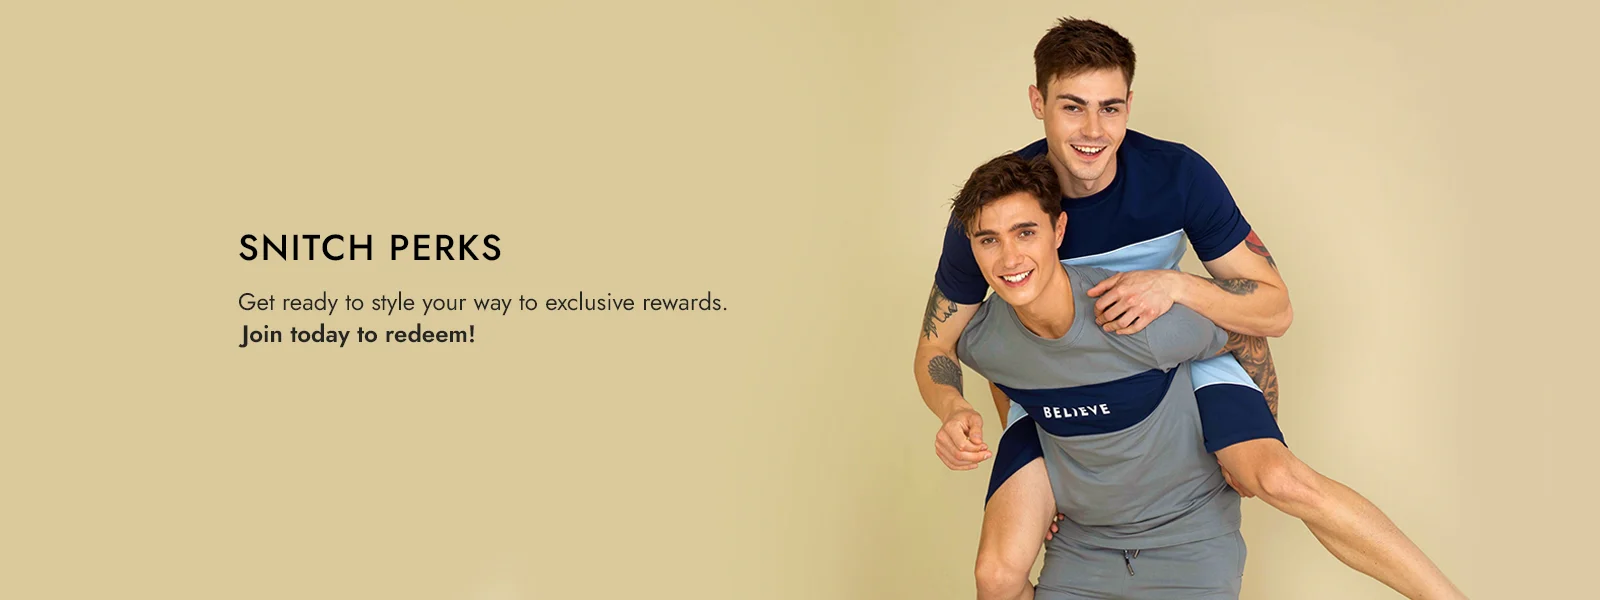 SNITCH PERKS
Get ready to style your way to exclusive rewards.
Join today to redeem!
BELIEVE